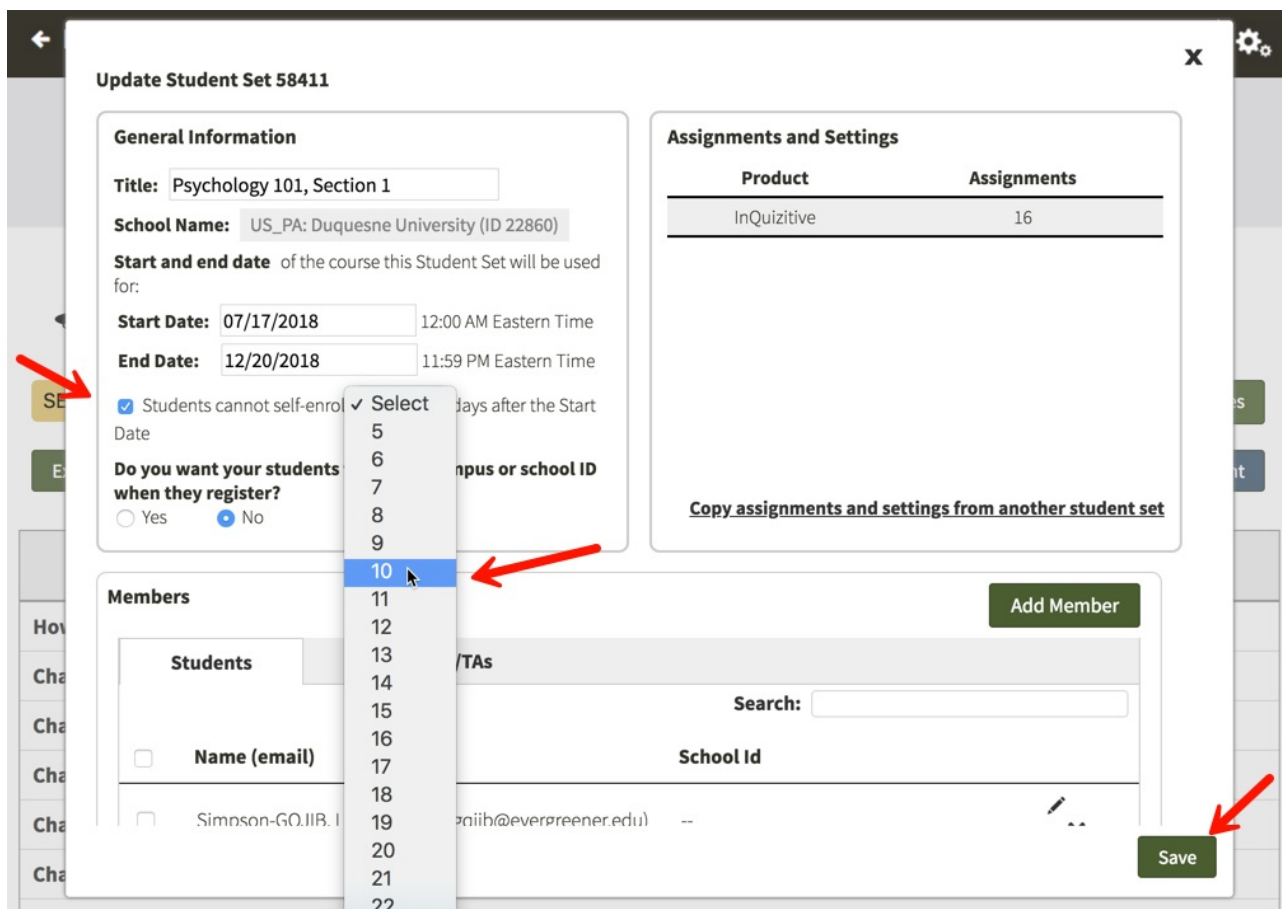 X
Update Student Set 58411
General Information
Title: Psychology 101, Section 1
School Name: US_PA: Duquesne University (ID 22860)
Start and end date of the course this Student Set will be used
for:
Start Date: 07/17/2018 12:00 AM Eastern Time
End Date: 12/20/2018 11:59 PM Eastern Time
Students cannot self-enrol days after the Start
Date
Do you want your students or school ID
when they register?
Yes No
Assignments and Settings
Product Assignments
InQuizitive 16
Copy assignments and settings from another student set
✓ Select
5
6
7
8
9
10
11
12
13
14
15
16
17
18
19
20
21
22
Members
Add Member
Students /TAs
Search:
Name (email) School Id
Simpson-GOJIB, --
Save